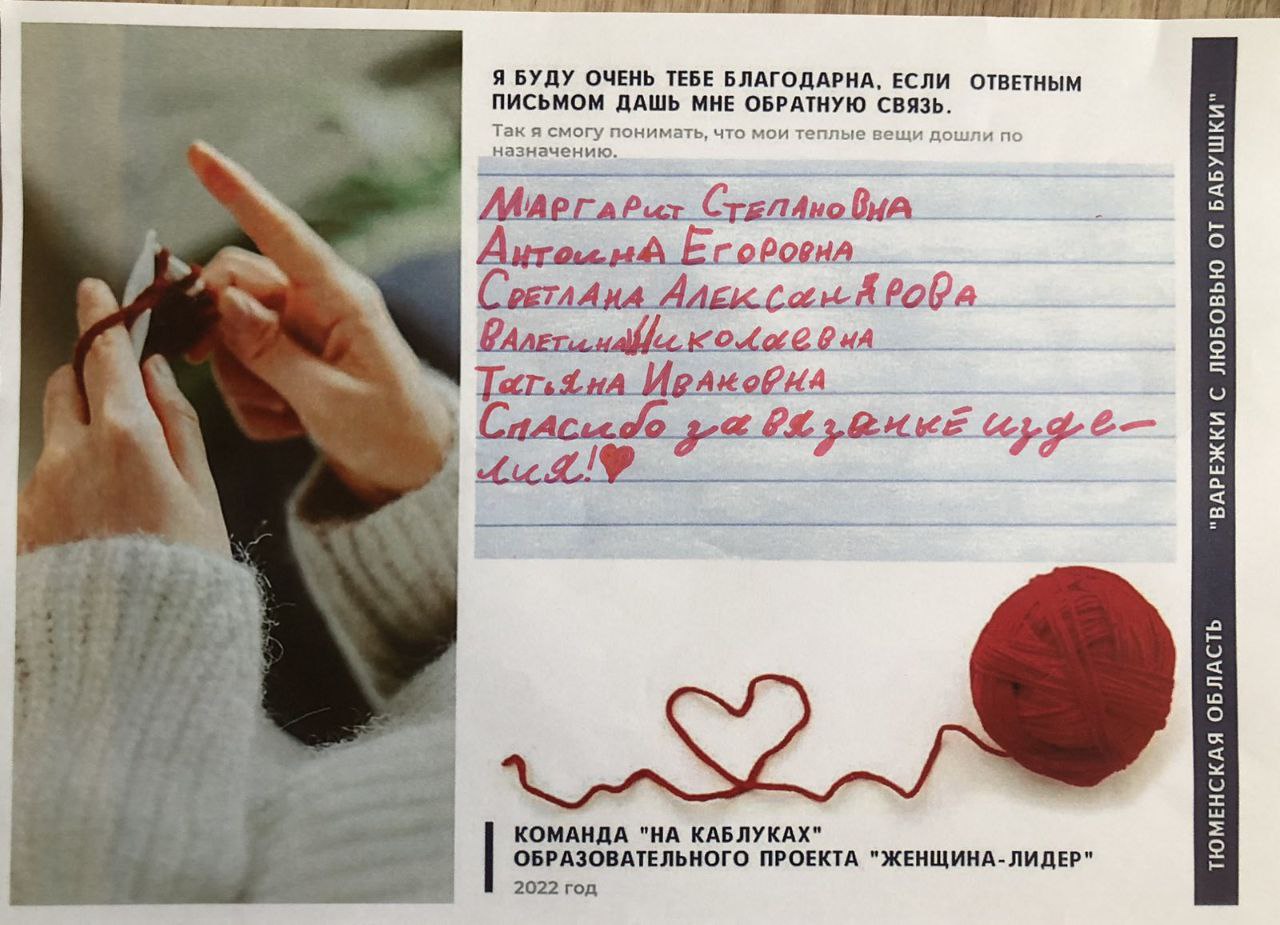 Я БУДУ ОЧЕНЬ ТЕБЕ БЛАГОДАРНА, ЕСЛИ ОТВЕТНЫМ
ПИСЬМОМ ДАШЬ МНЕ ОБРАТНУЮ СВЯЗЬ.
Так я смогу понимать, что мои теплые вещи дошли по
назначению.
Маргарит Степановна
Антоина Егоровна
Светлана Александрова
Валетина Николаевна
Татьяна Ивановна
Спасибо за вязаные изде-
лия!♥
КОМАНДА "НА КАБЛУКАХ"
ОБРАЗОВАТЕЛЬНОГО ПРОЕКТА "ЖЕНЩИНА-ЛИДЕР"
2022 год
ТЮМЕНСКАЯ ОБЛАСТЬ "ВАРЕЖКИ С ЛЮБОВЬЮ ОТ БАБУШКИ"